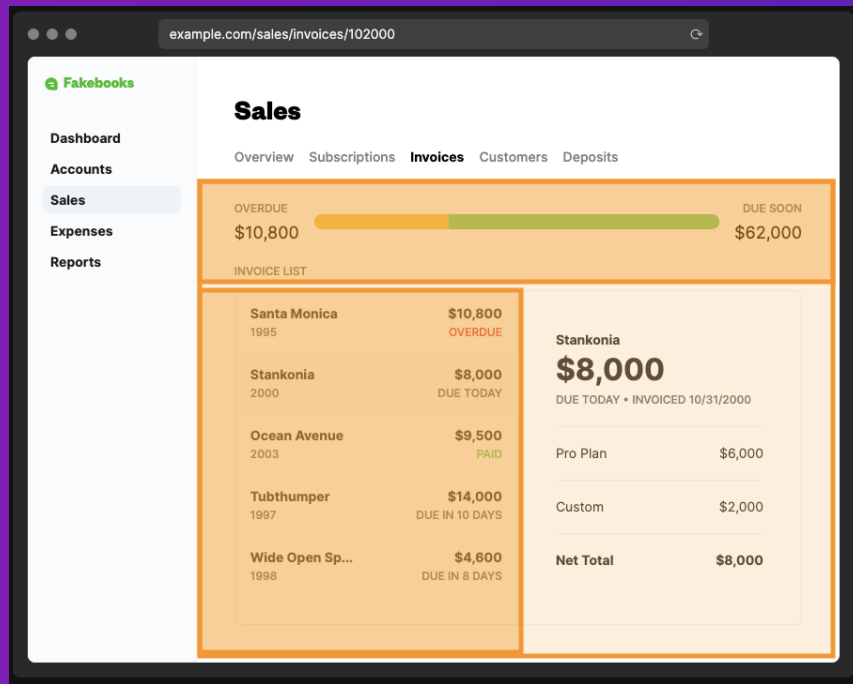 example.com/sales/invoices/102000
Fakebooks
Dashboard
Accounts
Sales
Expenses
Reports
Sales
Overview Subscriptions Invoices Customers Deposits
OVERDUE
$10,800
DUE SOON
$62,000
INVOICE LIST
Santa Monica $10,800
1995 OVERDUE
Stankonia $8,000
2000 DUE TODAY
Ocean Avenue $9,500
2003 PAID
Tubthumper $14,000
1997 DUE IN 10 DAYS
Wide Open Sp... $4,600
1998 DUE IN 8 DAYS
Stankonia
$8,000
DUE TODAY • INVOICED 10/31/2000
Pro Plan $6,000
Custom $2,000
Net Total $8,000